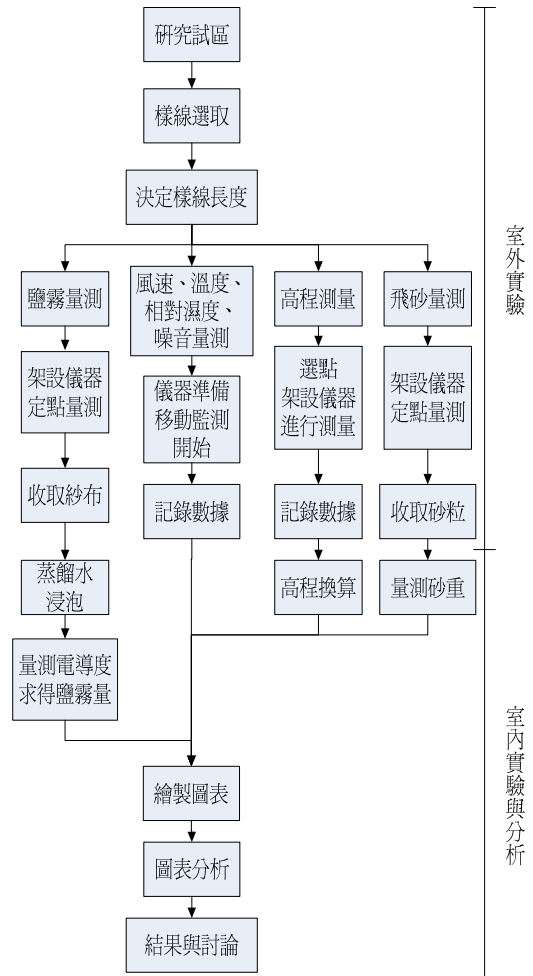 研究試區
樣線選取
決定樣線長度
鹽霧量測
架設儀器
定點量測
收取紗布
蒸餾水
浸泡
量測電導度
求得鹽霧量
風速、溫度、
相對濕度、
噪音量測
儀器準備
移動監測
開始
記錄數據
高程測量
選點
架設儀器
進行測量
記錄數據
高程換算
飛砂量測
架設儀器
定點量測
收取砂粒
量測砂重
繪製圖表
圖表分析
結果與討論
室外實驗
室內實驗與分析